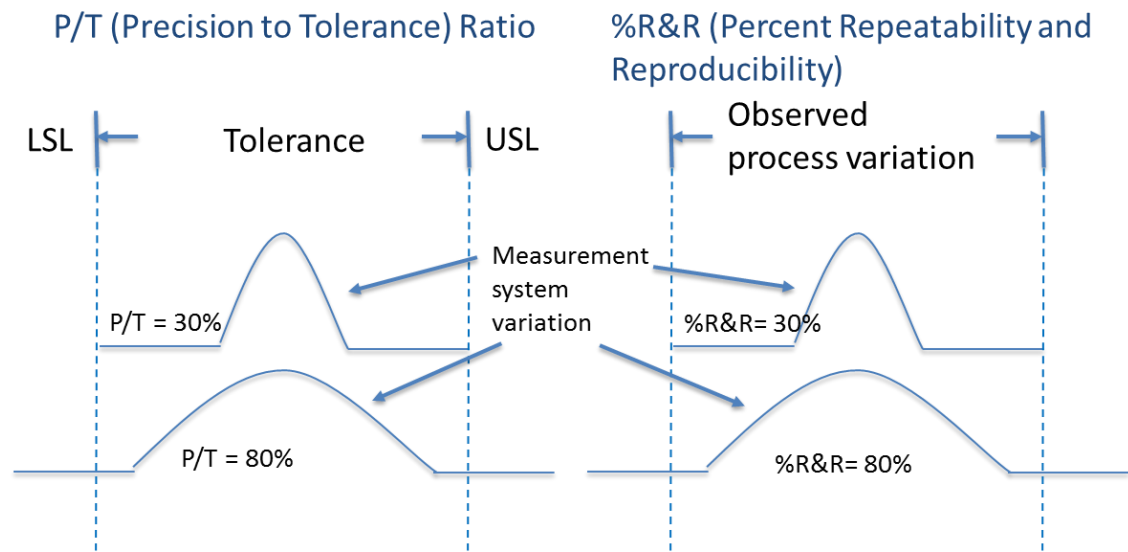 P/T (Precision to Tolerance) Ratio
%R&R (Percent Repeatability and
Reproducibility)
LSL
Tolerance
USL
Observed
process variation
Measurement
system
variation
P/T = 30%
%R&R= 30%
P/T = 80%
%R&R= 80%